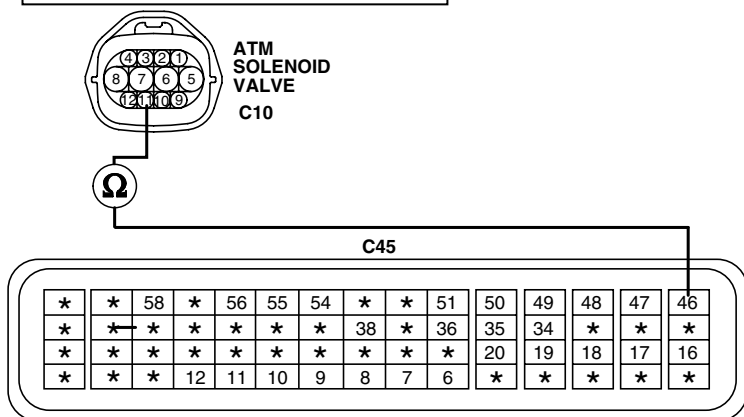 4 3 2 1
8 7 6 5
12 11 10 9
ATM
SOLENOID
VALVE
C10
Ω
C45
* * 58 * 56 55 54 * * 51 50 49 48 47 46
* * * * * * * 38 * 36 35 34 * * *
* * * * * * * * * * 20 19 18 17 16
* * * 12 11 10 9 8 7 6 * * * * *